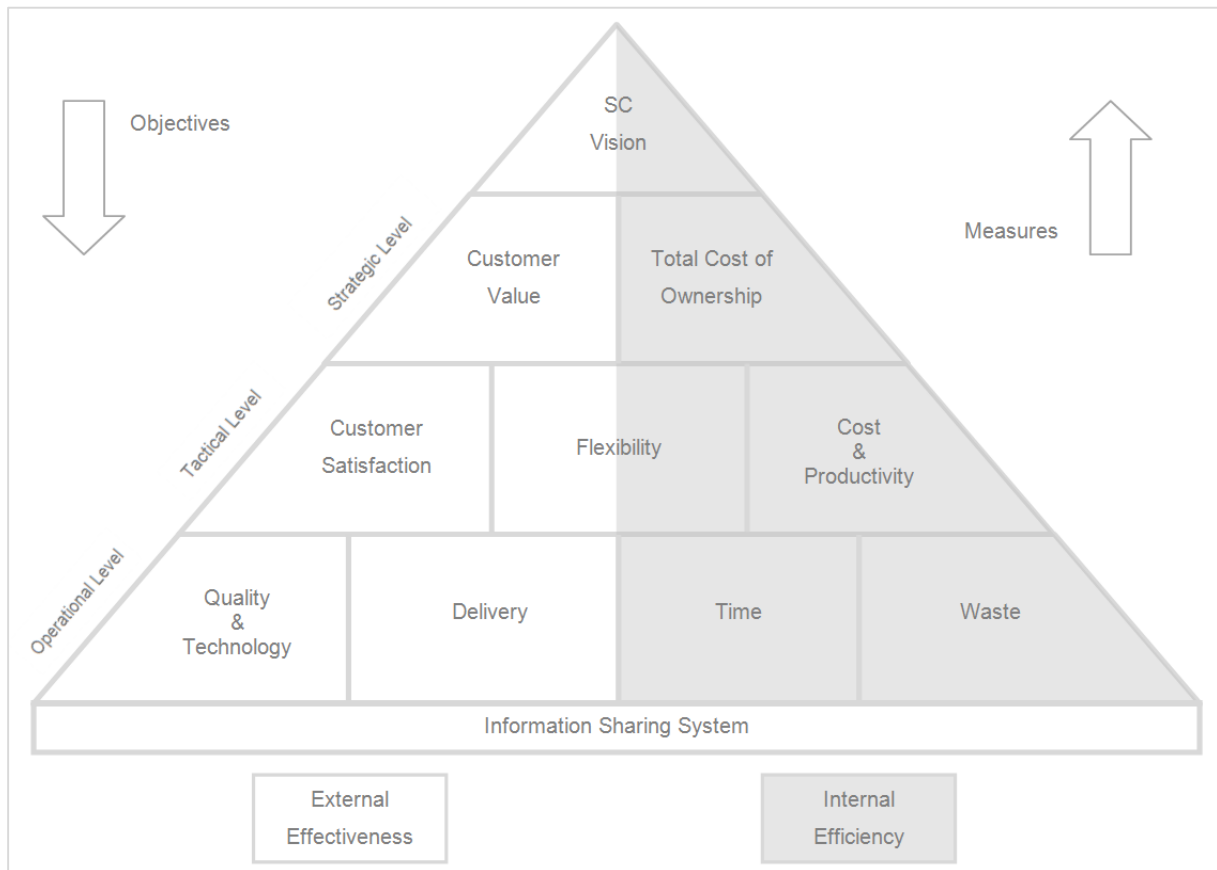 SC
Vision
Objectives
Measures
Strategic Level
Customer
Value
Total Cost of
Ownership
Tactical Level
Customer
Satisfaction
Flexibility
Cost
&
Productivity
Operational Level
Quality
&
Technology
Delivery
Time
Waste
Information Sharing System
External
Effectiveness
Internal
Efficiency